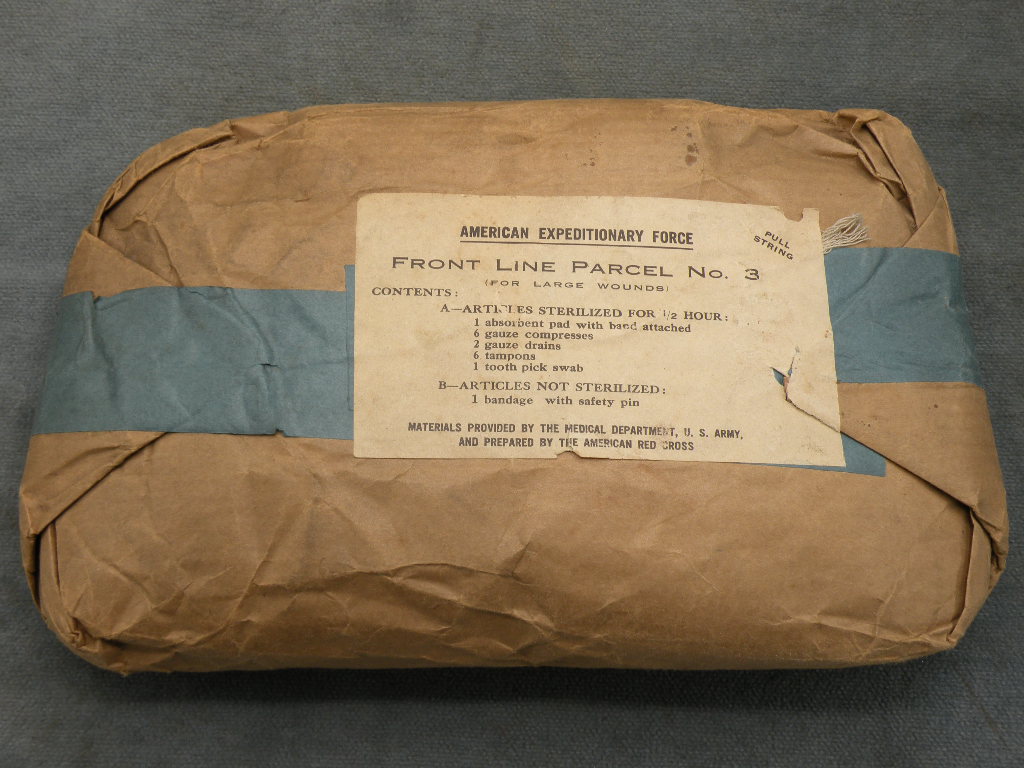 AMERICAN EXPEDITIONARY FORCE
PULL
STRING
FRONT LINE PARCEL No. 3
(FOR LARGE WOUNDS)
CONTENTS:
A—ARTICLES STERILIZED FOR 1/2 HOUR:
1 absorbent pad with band attached
6 gauze compresses
2 gauze drains
6 tampons
1 tooth pick swab
B—ARTICLES NOT STERILIZED:
1 bandage with safety pin
MATERIALS PROVIDED BY THE MEDICAL DEPARTMENT, U. S. ARMY,
AND PREPARED BY THE AMERICAN RED CROSS